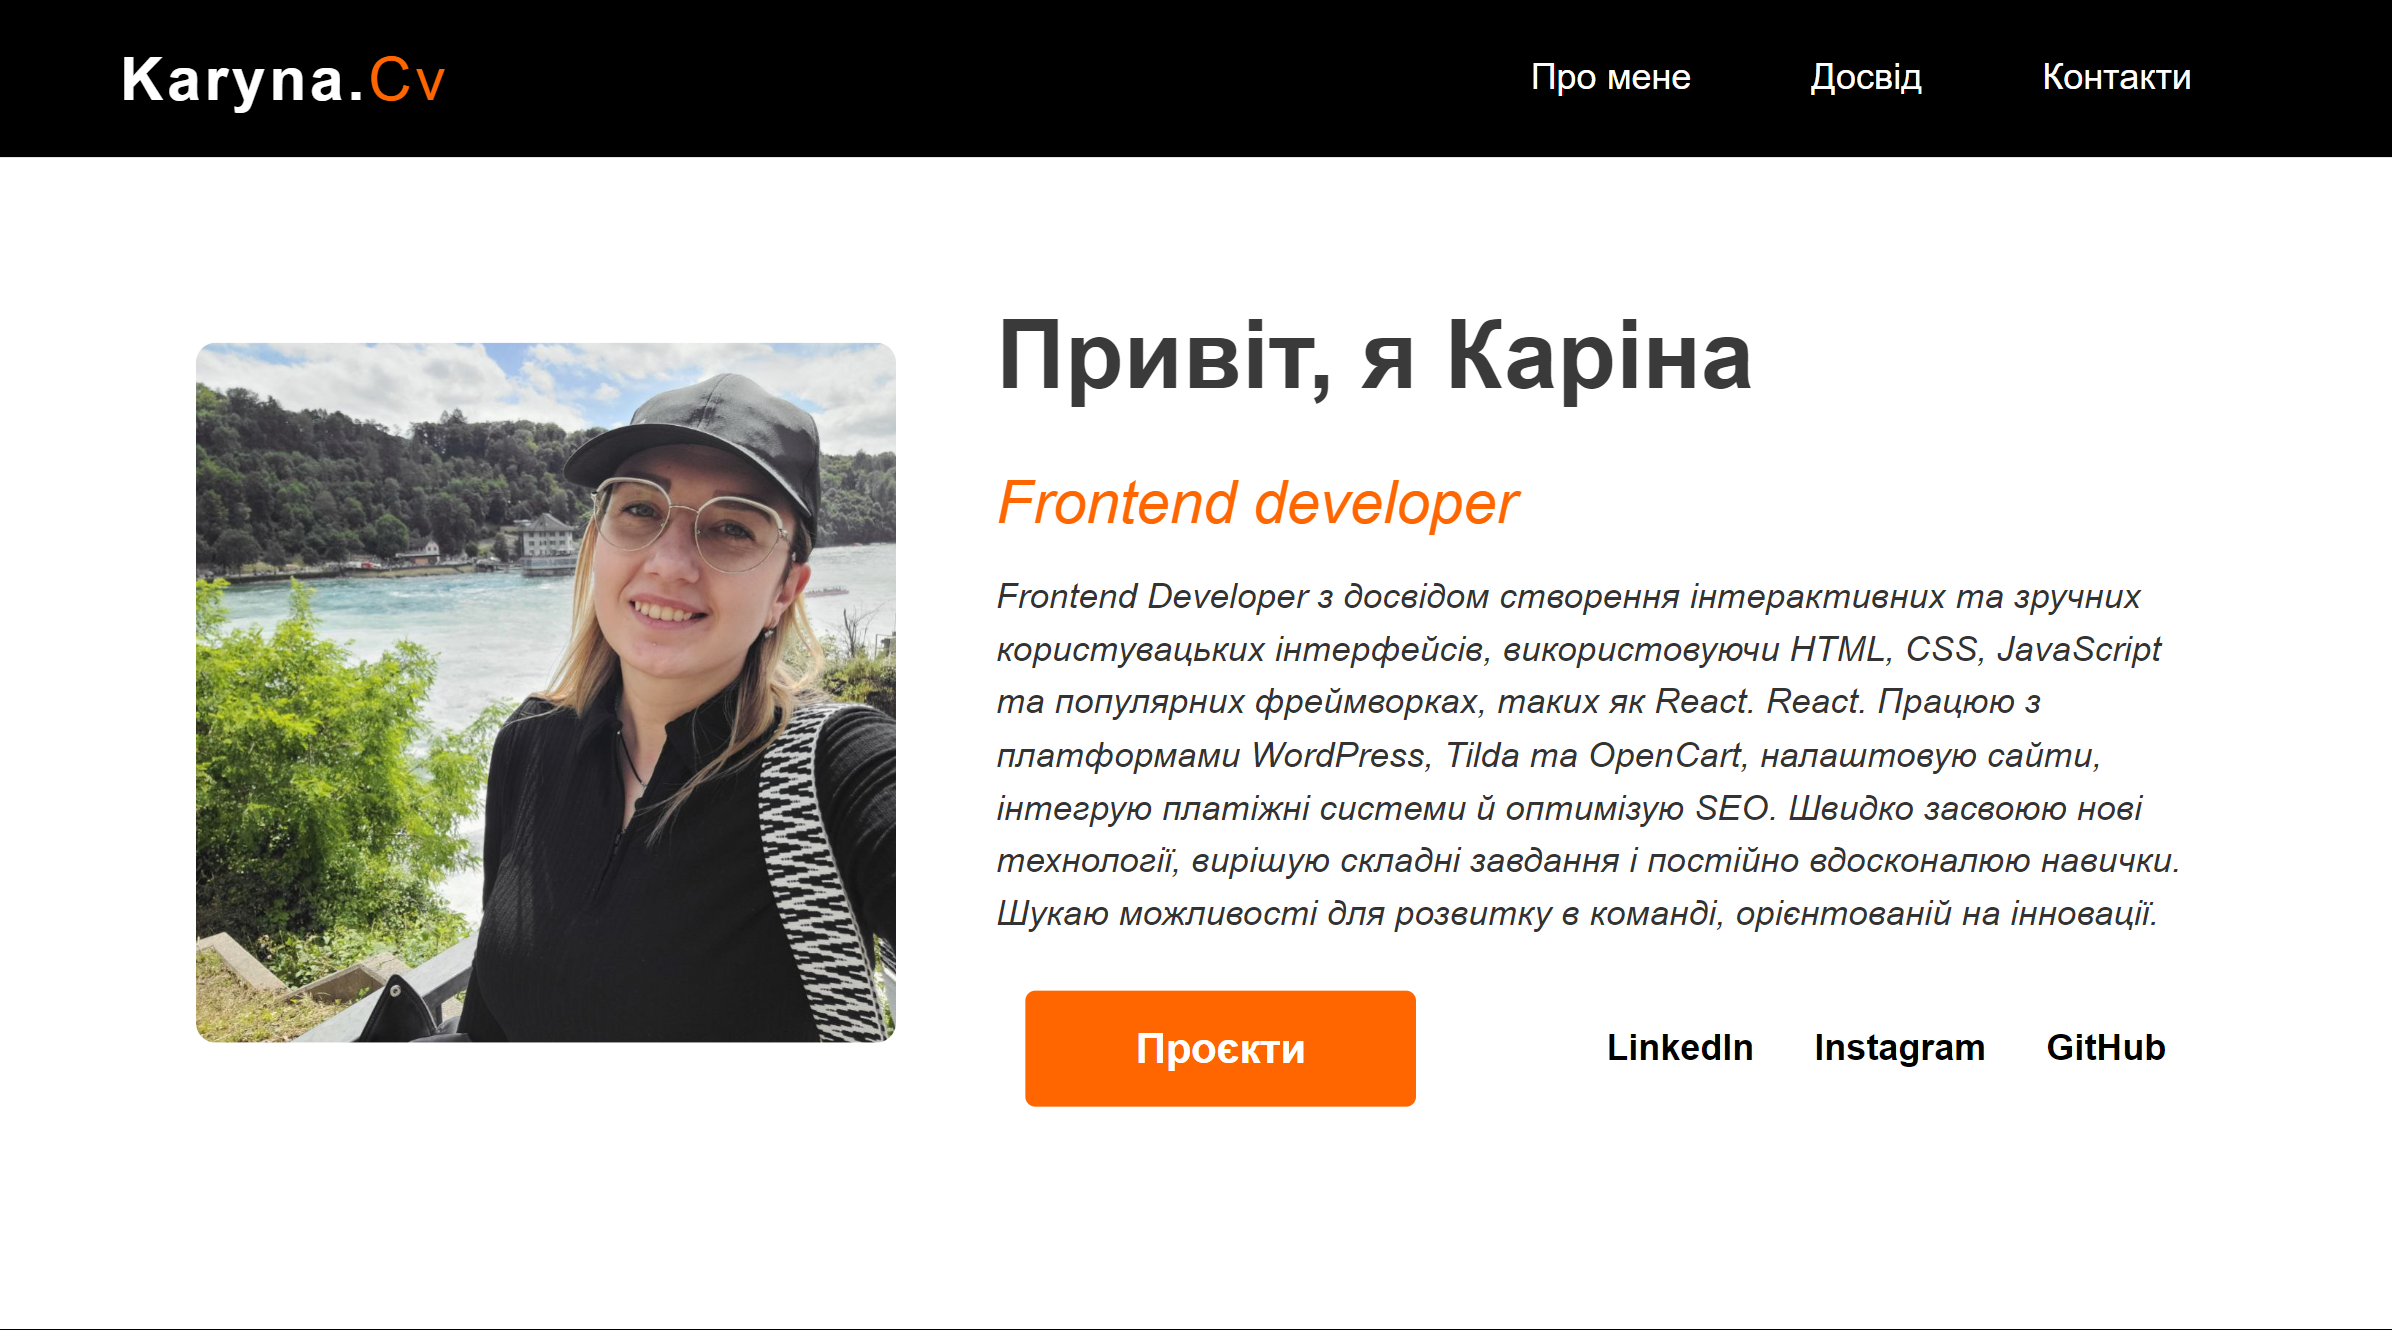 Karyna.Cv
Про мене
Досвід
Контакти
Привіт, я Каріна
Frontend developer
Frontend Developer з досвідом створення інтерактивних та зручних
користувацьких інтерфейсів, використовуючи HTML, CSS, JavaScript
та популярних фреймворках, таких як React. React. Працюю з
платформами WordPress, Tilda та OpenCart, налаштовую сайти,
інтегрую платіжні системи й оптимізую SEO. Швидко засвоюю нові
технології, вирішую складні завдання і постійно вдосконалюю навички.
Шукаю можливості для розвитку в команді, орієнтованій на інновації.
Проєкти
LinkedIn
Instagram
GitHub